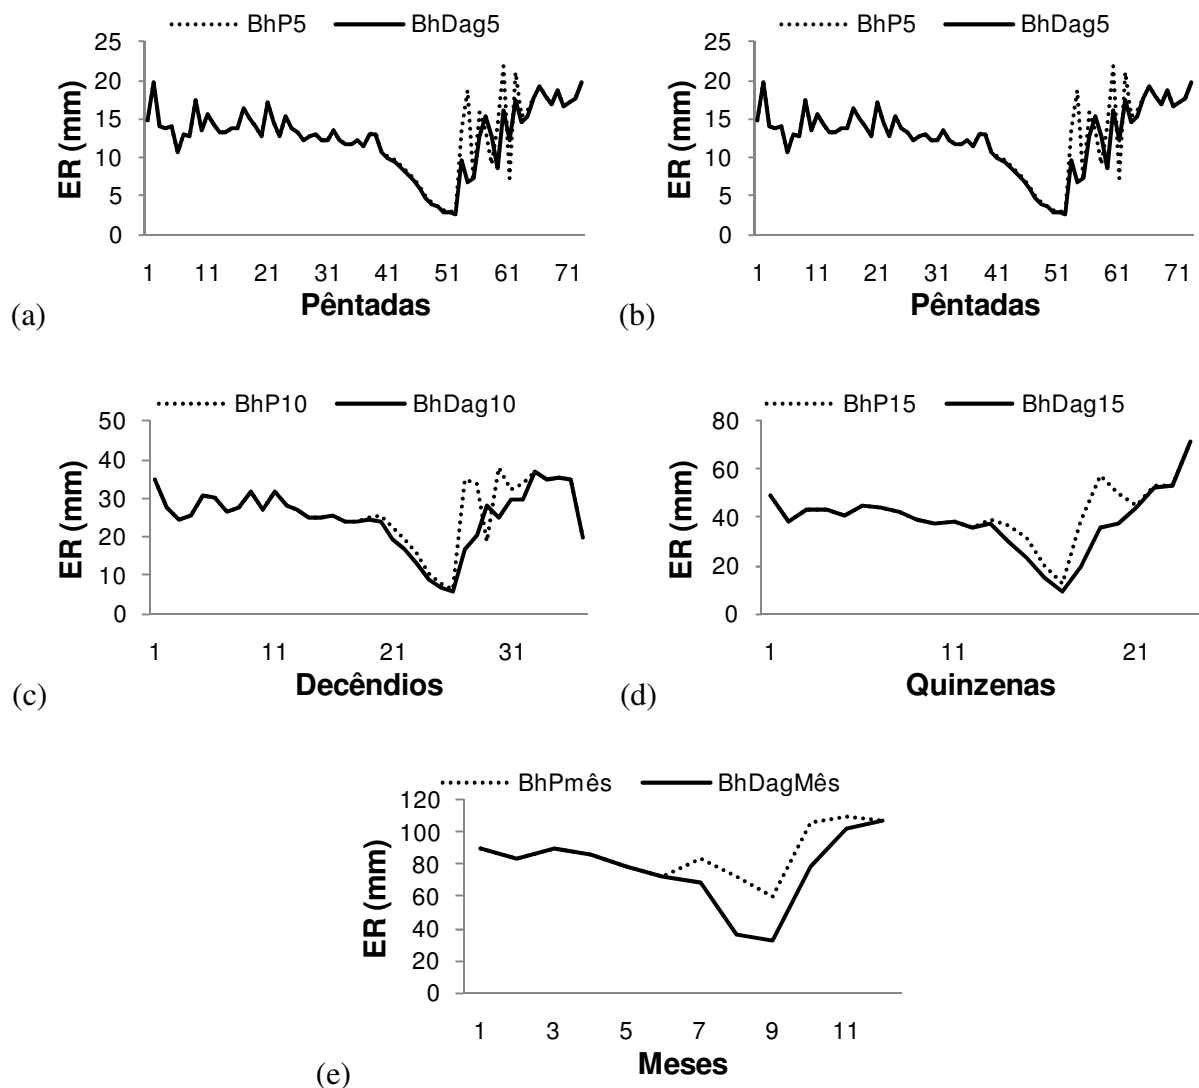 BhP5 BhDag5
25
20
15
10
5
0
ER (mm)
1 11 21 31 41 51 61 71
Pêntadas
(a)
BhP5 BhDag5
25
20
15
10
5
0
ER (mm)
1 11 21 31 41 51 61 71
Pêntadas
(b)
BhP10 BhDag10
50
40
30
20
10
0
ER (mm)
1 11 21 31
Decêndios
(c)
BhP15 BhDag15
80
60
40
20
0
ER (mm)
1 11 21
Quinzenas
(d)
BhPmês BhDagMês
120
100
80
60
40
20
0
ER (mm)
1 3 5 7 9 11
Meses
(e)